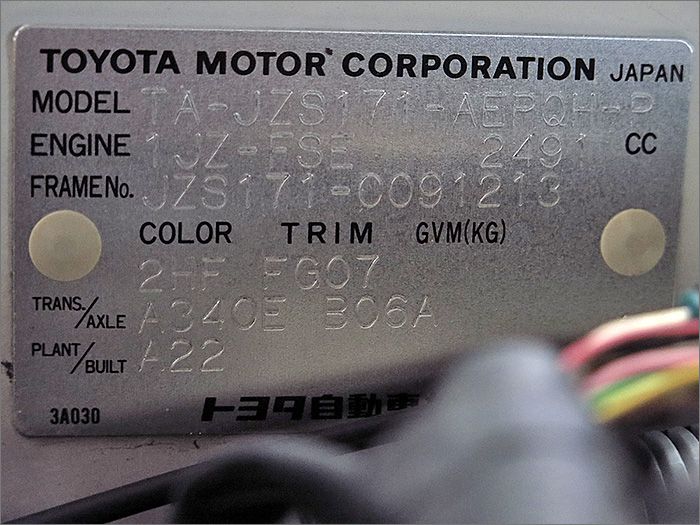 TOYOTA MOTOR CORPORATION JAPAN
MODEL TA-JZS171-AEPQH-P
ENGINE 1JZ-FSE 2491 CC
FRAME No. JZS171-0091213
COLOR TRIM GVM(KG)
2HF FG07
TRANS./AXLE A340E B06A
PLANT/BUILT A22
トヨタ自動車
3A030